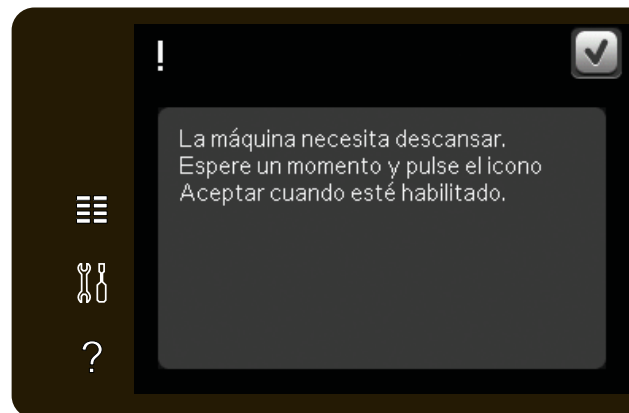 !
La máquina necesita descansar.
Espere un momento y pulse el icono
Aceptar cuando esté habilitado.
?